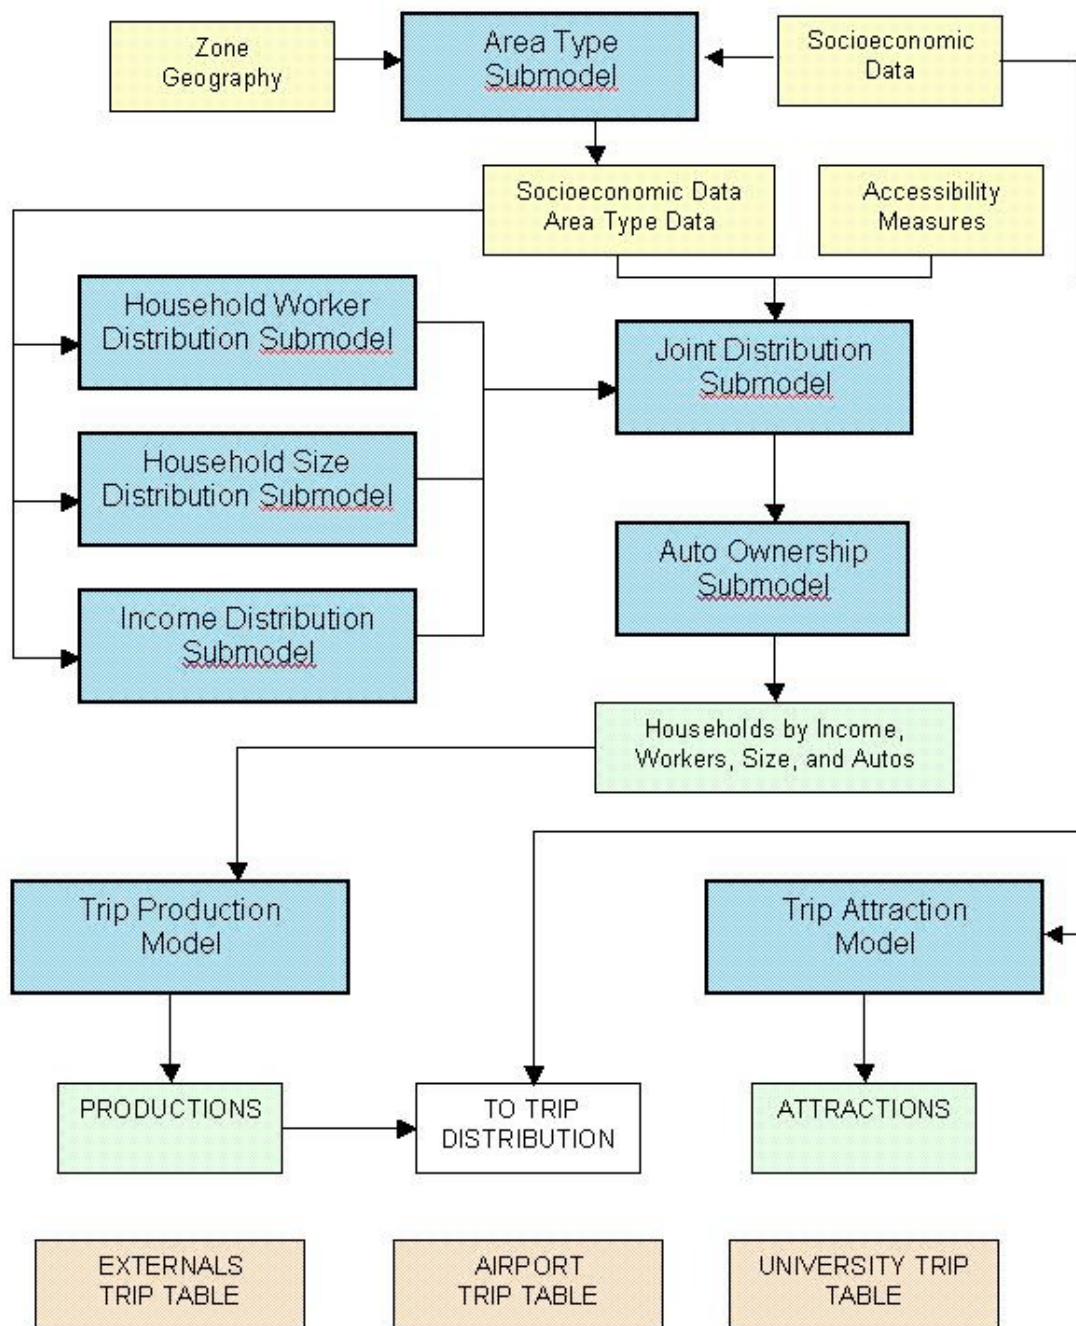 Zone
Geography
Area Type
Submodel
Socioeconomic
Data
Socioeconomic Data
Area Type Data
Accessibility
Measures
Household Worker
Distribution Submodel
Joint Distribution
Submodel
Household Size
Distribution Submodel
Auto Ownership
Submodel
Income Distribution
Submodel
Households by Income,
Workers, Size, and Autos
Trip Production
Model
Trip Attraction
Model
PRODUCTIONS
TO TRIP
DISTRIBUTION
ATTRACTIONS
EXTERNALS
TRIP TABLE
AIRPORT
TRIP TABLE
UNIVERSITY TRIP
TABLE